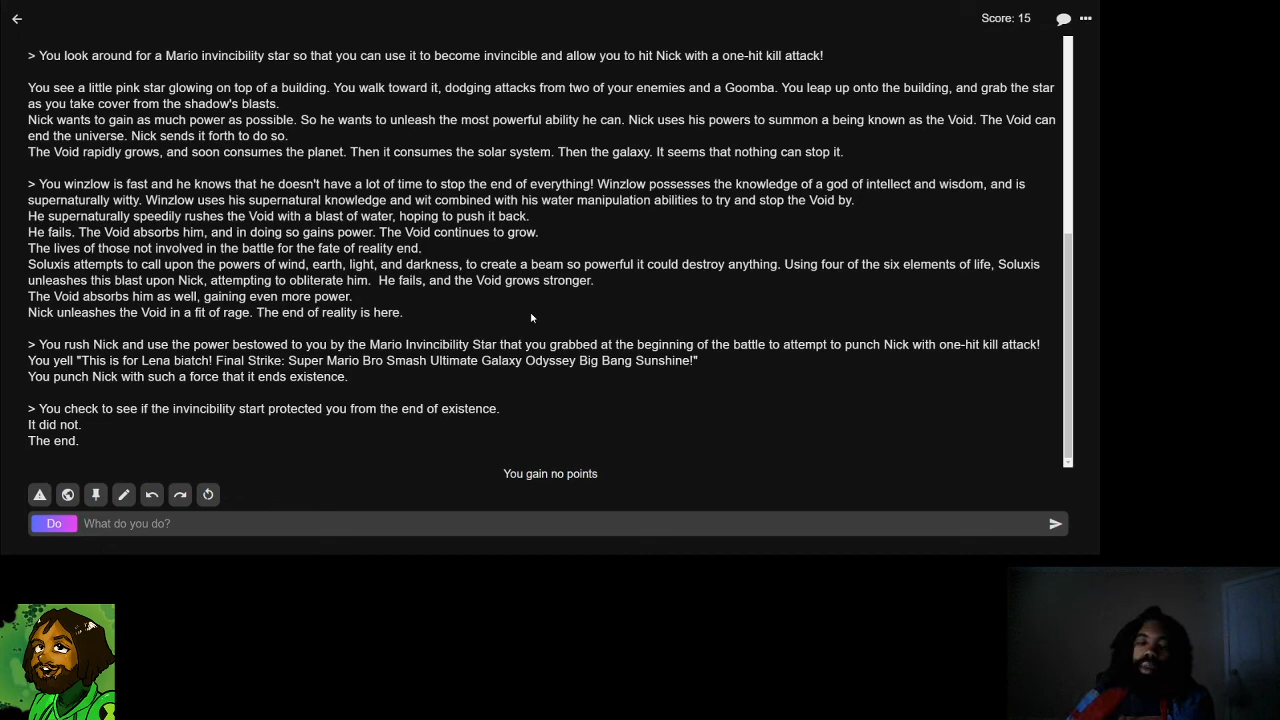 Score: 15
> You look around for a Mario invincibility star so that you can use it to become invincible and allow you to hit Nick with a one-hit kill attack!
You see a little pink star glowing on top of a building. You walk toward it, dodging attacks from two of your enemies and a Goomba. You leap up onto the building, and grab the star
as you take cover from the shadow's blasts.
Nick wants to gain as much power as possible. So he wants to unleash the most powerful ability he can. Nick uses his powers to summon a being known as the Void. The Void can
end the universe. Nick sends it forth to do so.
The Void rapidly grows, and soon consumes the planet. Then it consumes the solar system. Then the galaxy. It seems that nothing can stop it.
> You winzlow is fast and he knows that he doesn't have a lot of time to stop the end of everything! Winzlow possesses the knowledge of a god of intellect and wisdom, and is
supernaturally witty. Winzlow uses his supernatural knowledge and wit combined with his water manipulation abilities to try and stop the Void by.
He supernaturally speedily rushes the Void with a blast of water, hoping to push it back.
He fails. The Void absorbs him, and in doing so gains power. The Void continues to grow.
The lives of those not involved in the battle for the fate of reality end.
Soluxis attempts to call upon the powers of wind, earth, light, and darkness, to create a beam so powerful it could destroy anything. Using four of the six elements of life, Soluxis
unleashes this blast upon Nick, attempting to obliterate him.  He fails, and the Void grows stronger.
The Void absorbs him as well, gaining even more power.
Nick unleashes the Void in a fit of rage. The end of reality is here.
> You rush Nick and use the power bestowed to you by the Mario Invincibility Star that you grabbed at the beginning of the battle to attempt to punch Nick with one-hit kill attack!
You yell "This is for Lena biatch! Final Strike: Super Mario Bro Smash Ultimate Galaxy Odyssey Big Bang Sunshine!"
You punch Nick with such a force that it ends existence.
> You check to see if the invincibility start protected you from the end of existence.
It did not.
The end.
You gain no points
Do What do you do?